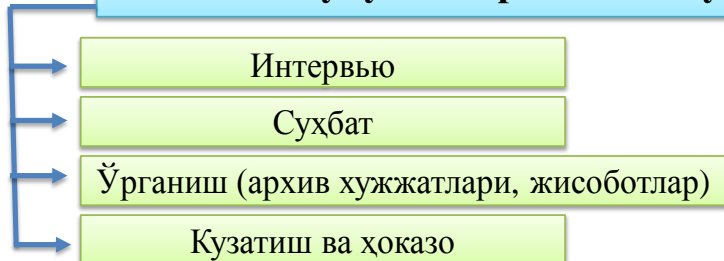 Интервью
Суҳбат
Ўрганиш (архив хужжатлари, жисоботлар)
Кузатиш ва ҳоказо